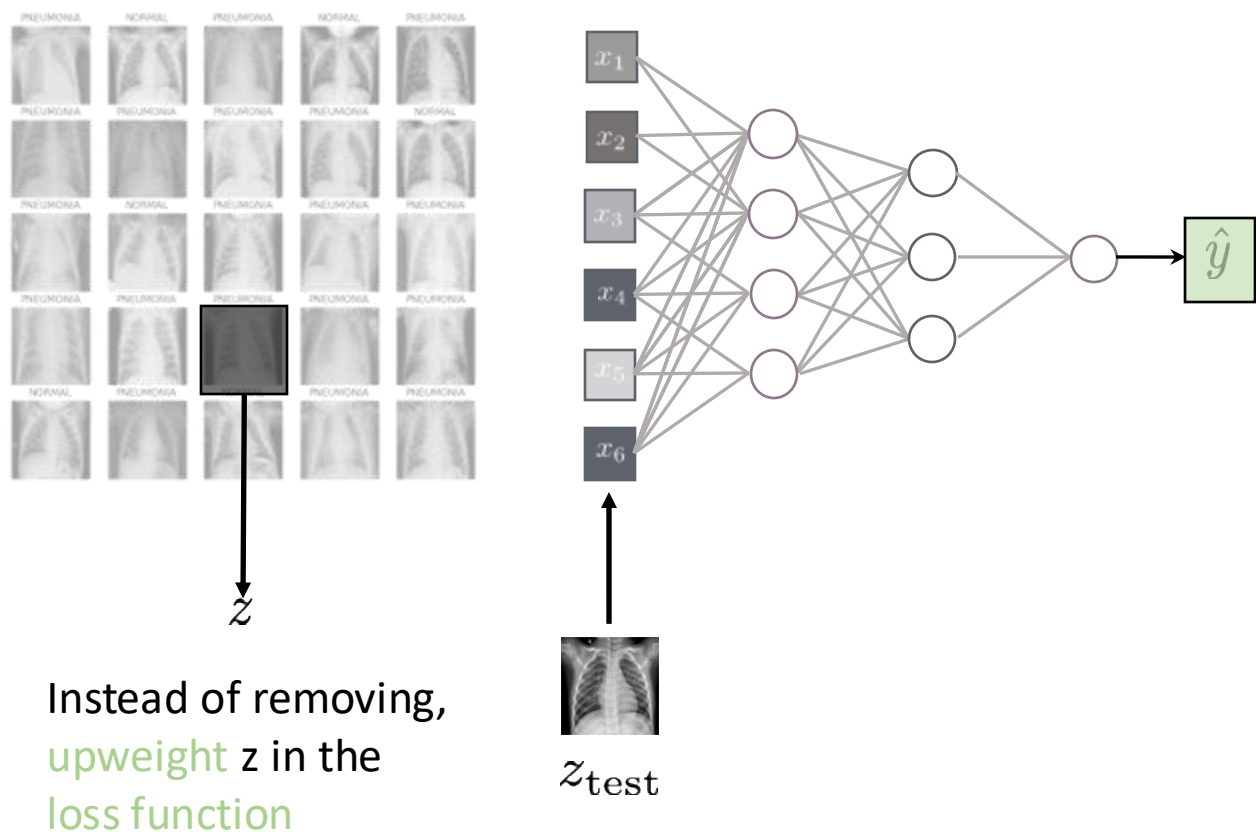 PNEUMONIA NORMAL PNEUMONIA NORMAL PNEUMONIA
PNEUMONIA PNEUMONIA PNEUMONIA PNEUMONIA NORMAL
PNEUMONIA NORMAL PNEUMONIA PNEUMONIA PNEUMONIA
PNEUMONIA PNEUMONIA PNEUMONIA PNEUMONIA PNEUMONIA
NORMAL PNEUMONIA PNEUMONIA PNEUMONIA
z
Instead of removing,
upweight z in the
loss function
x1
x2
x3
x4
x5
x6
ŷ
ztest